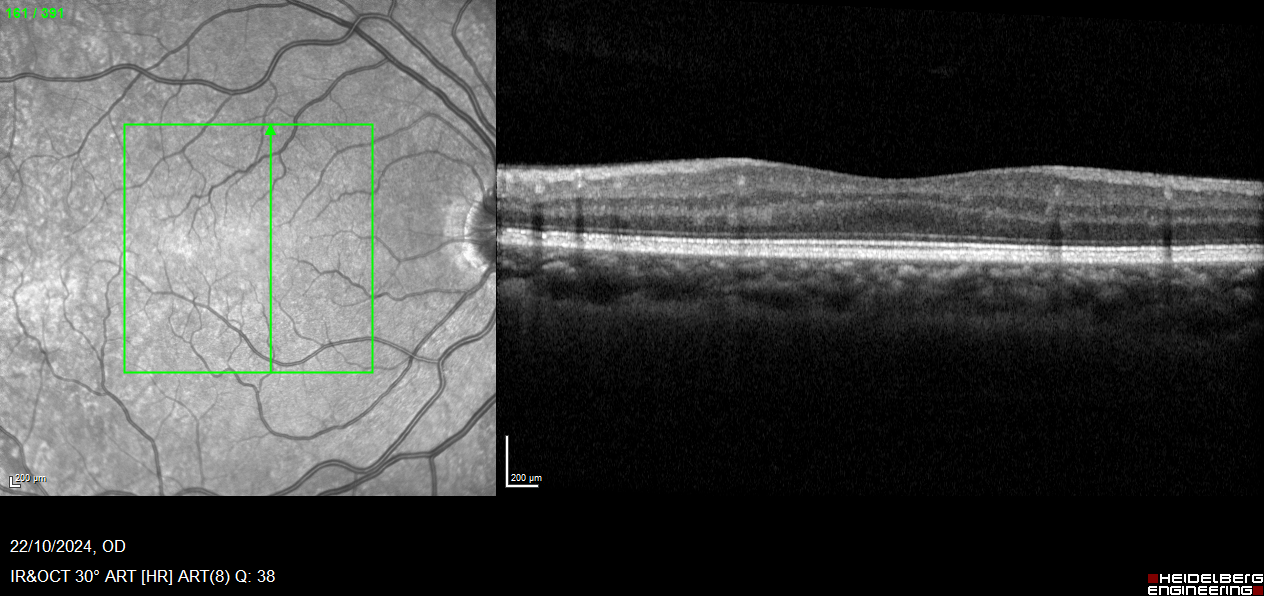 161 / 391
200 µm
200 µm
22/10/2024, OD
IR&OCT 30° ART [HR] ART(8) Q: 38
HEIDELBERG
ENGINEERING